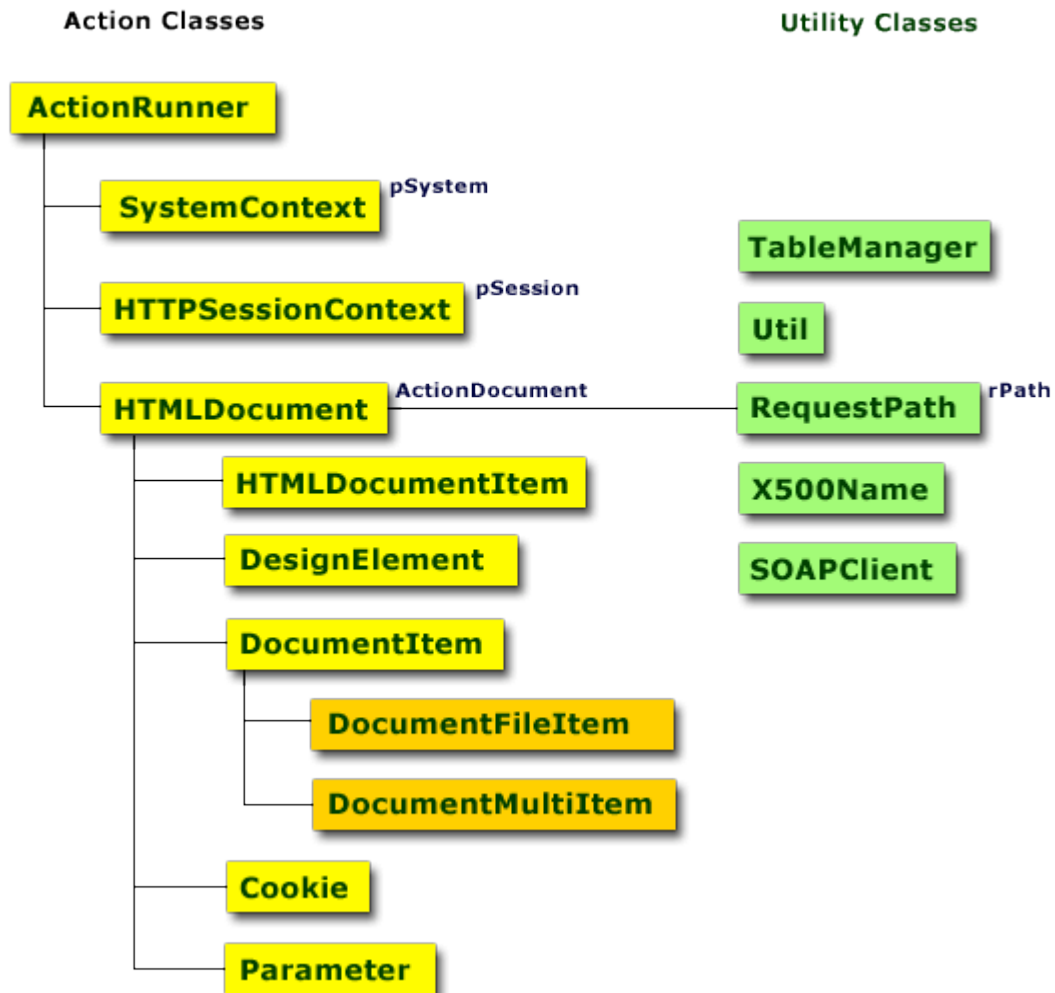 Action Classes
Utility Classes
ActionRunner
SystemContext
pSystem
HTTPSessionContext
pSession
HTMLDocument
ActionDocument
HTMLDocumentItem
DesignElement
DocumentItem
DocumentFileItem
DocumentMultiItem
Cookie
Parameter
TableManager
Util
RequestPath
rPath
X500Name
SOAPClient